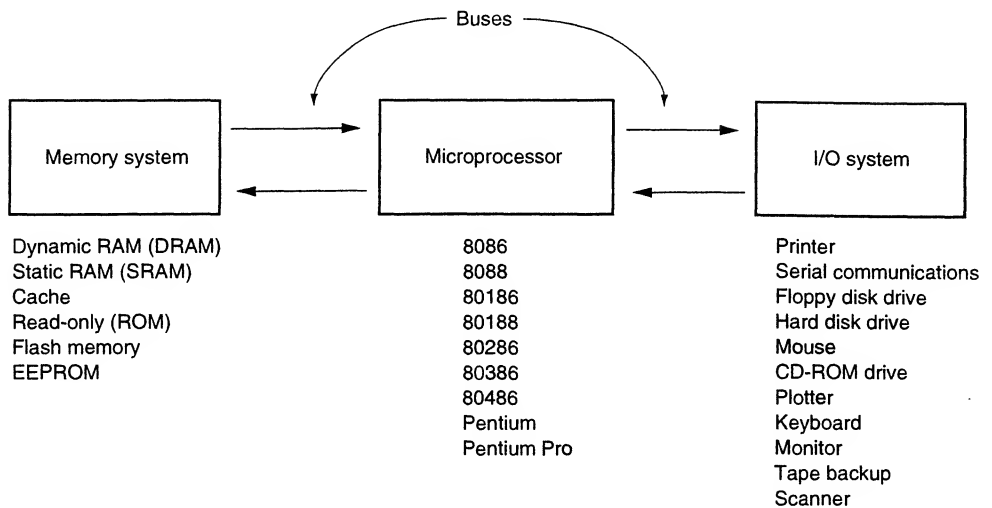 Buses
Memory system
Microprocessor
I/O system
Dynamic RAM (DRAM)
Static RAM (SRAM)
Cache
Read-only (ROM)
Flash memory
EEPROM
8086
8088
80186
80188
80286
80386
80486
Pentium
Pentium Pro
Printer
Serial communications
Floppy disk drive
Hard disk drive
Mouse
CD-ROM drive
Plotter
Keyboard
Monitor
Tape backup
Scanner